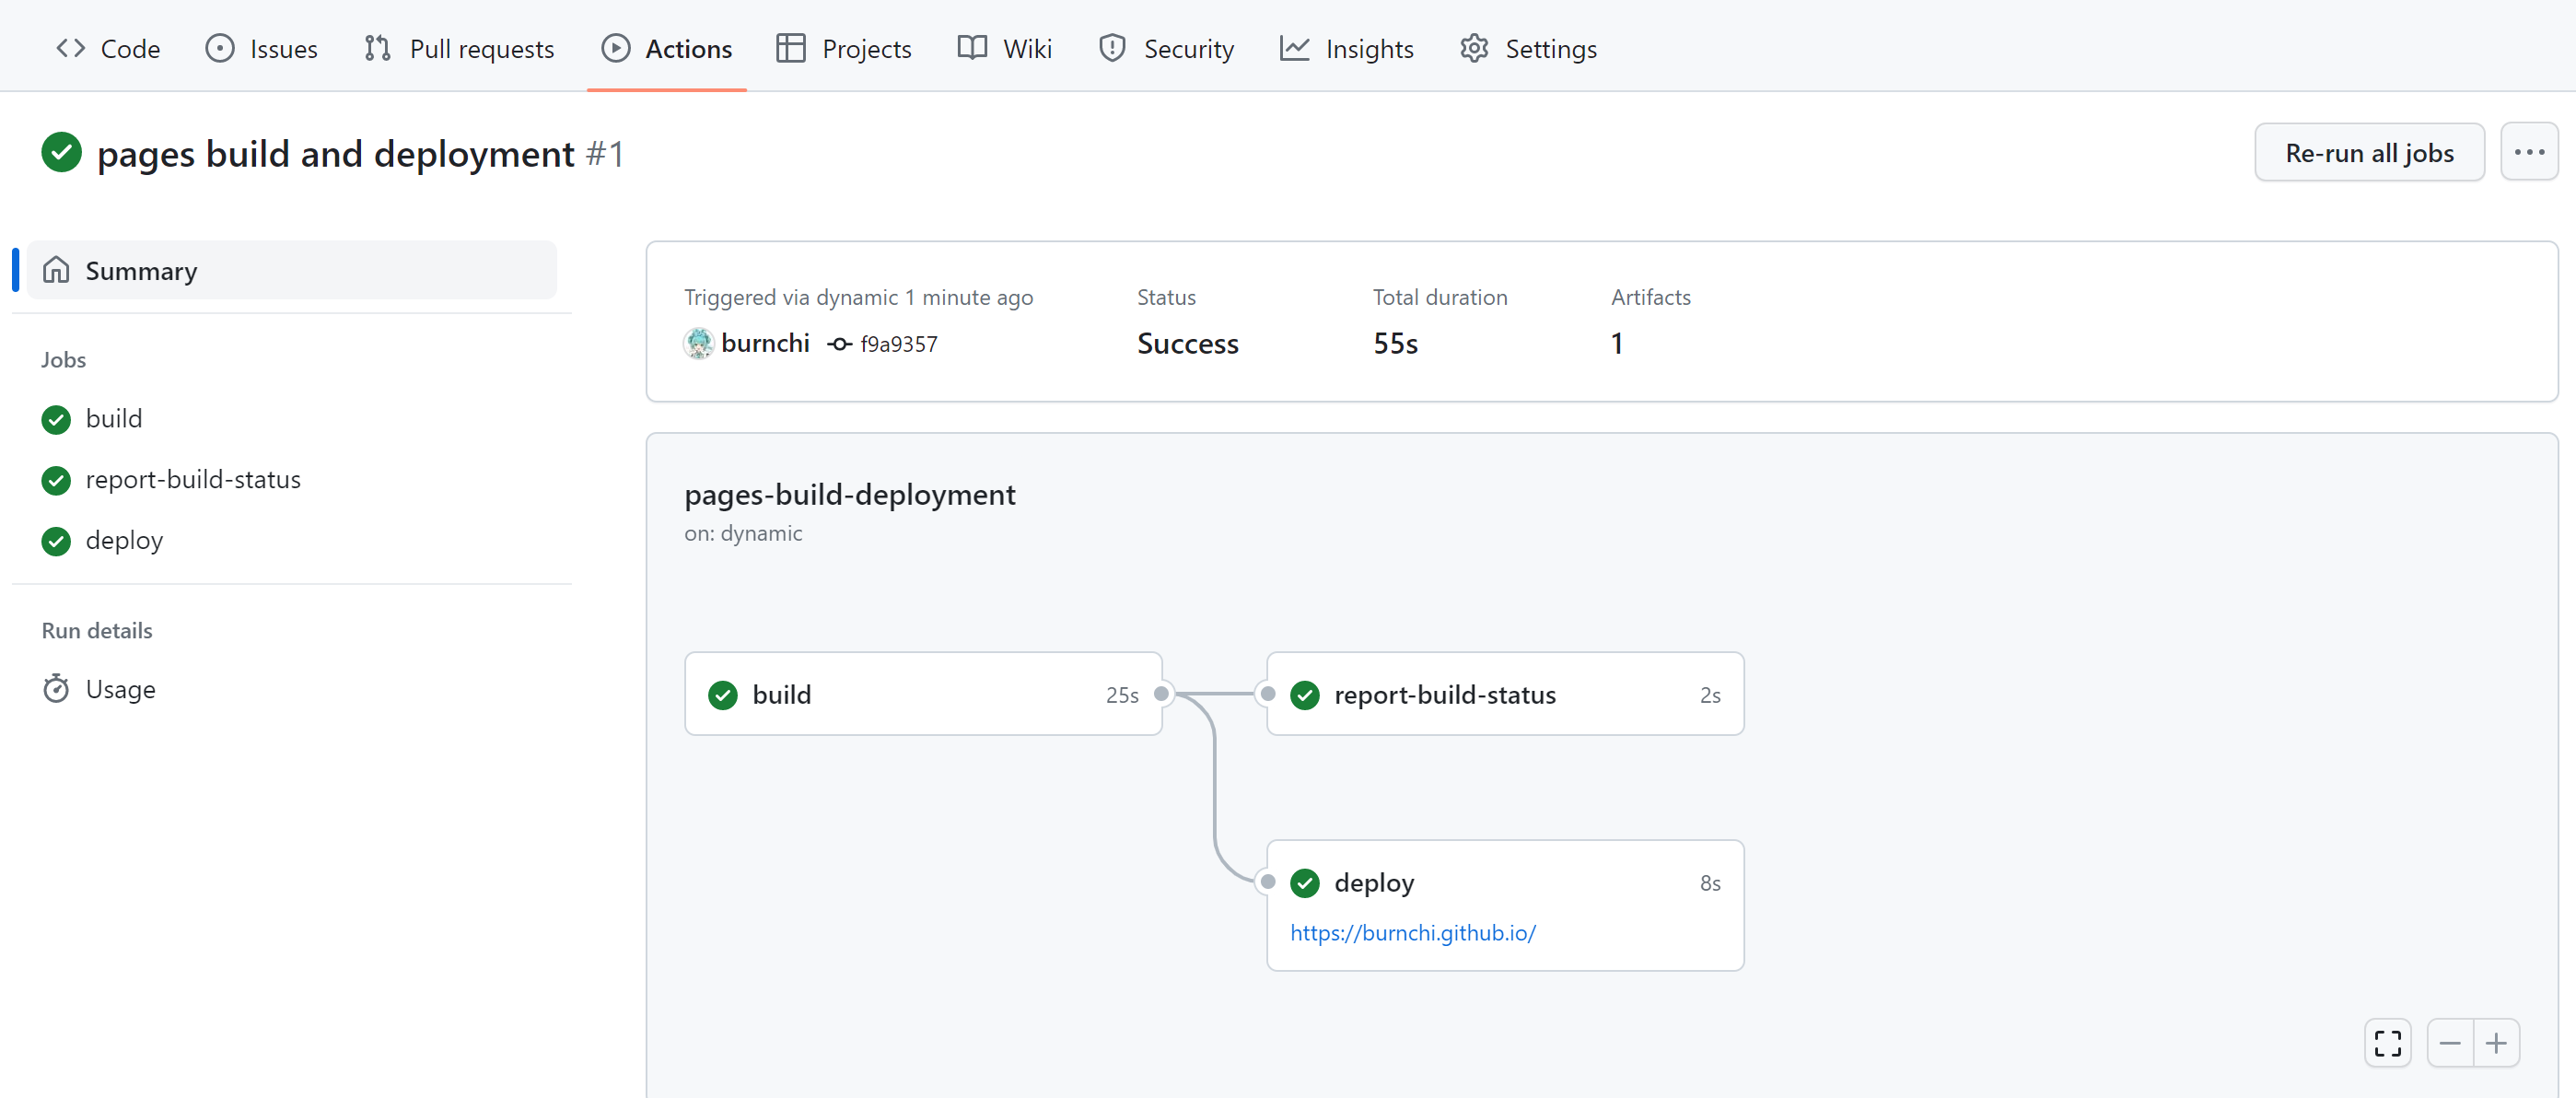 Code Issues Pull requests Actions Projects Wiki Security Insights Settings
pages build and deployment #1
Re-run all jobs
Summary
Jobs
build
report-build-status
deploy
Run details
Usage
Triggered via dynamic 1 minute ago
burnchi f9a9357
Status
Success
Total duration
55s
Artifacts
1
pages-build-deployment
on: dynamic
build 25s
report-build-status 2s
deploy 8s
https://burnchi.github.io/